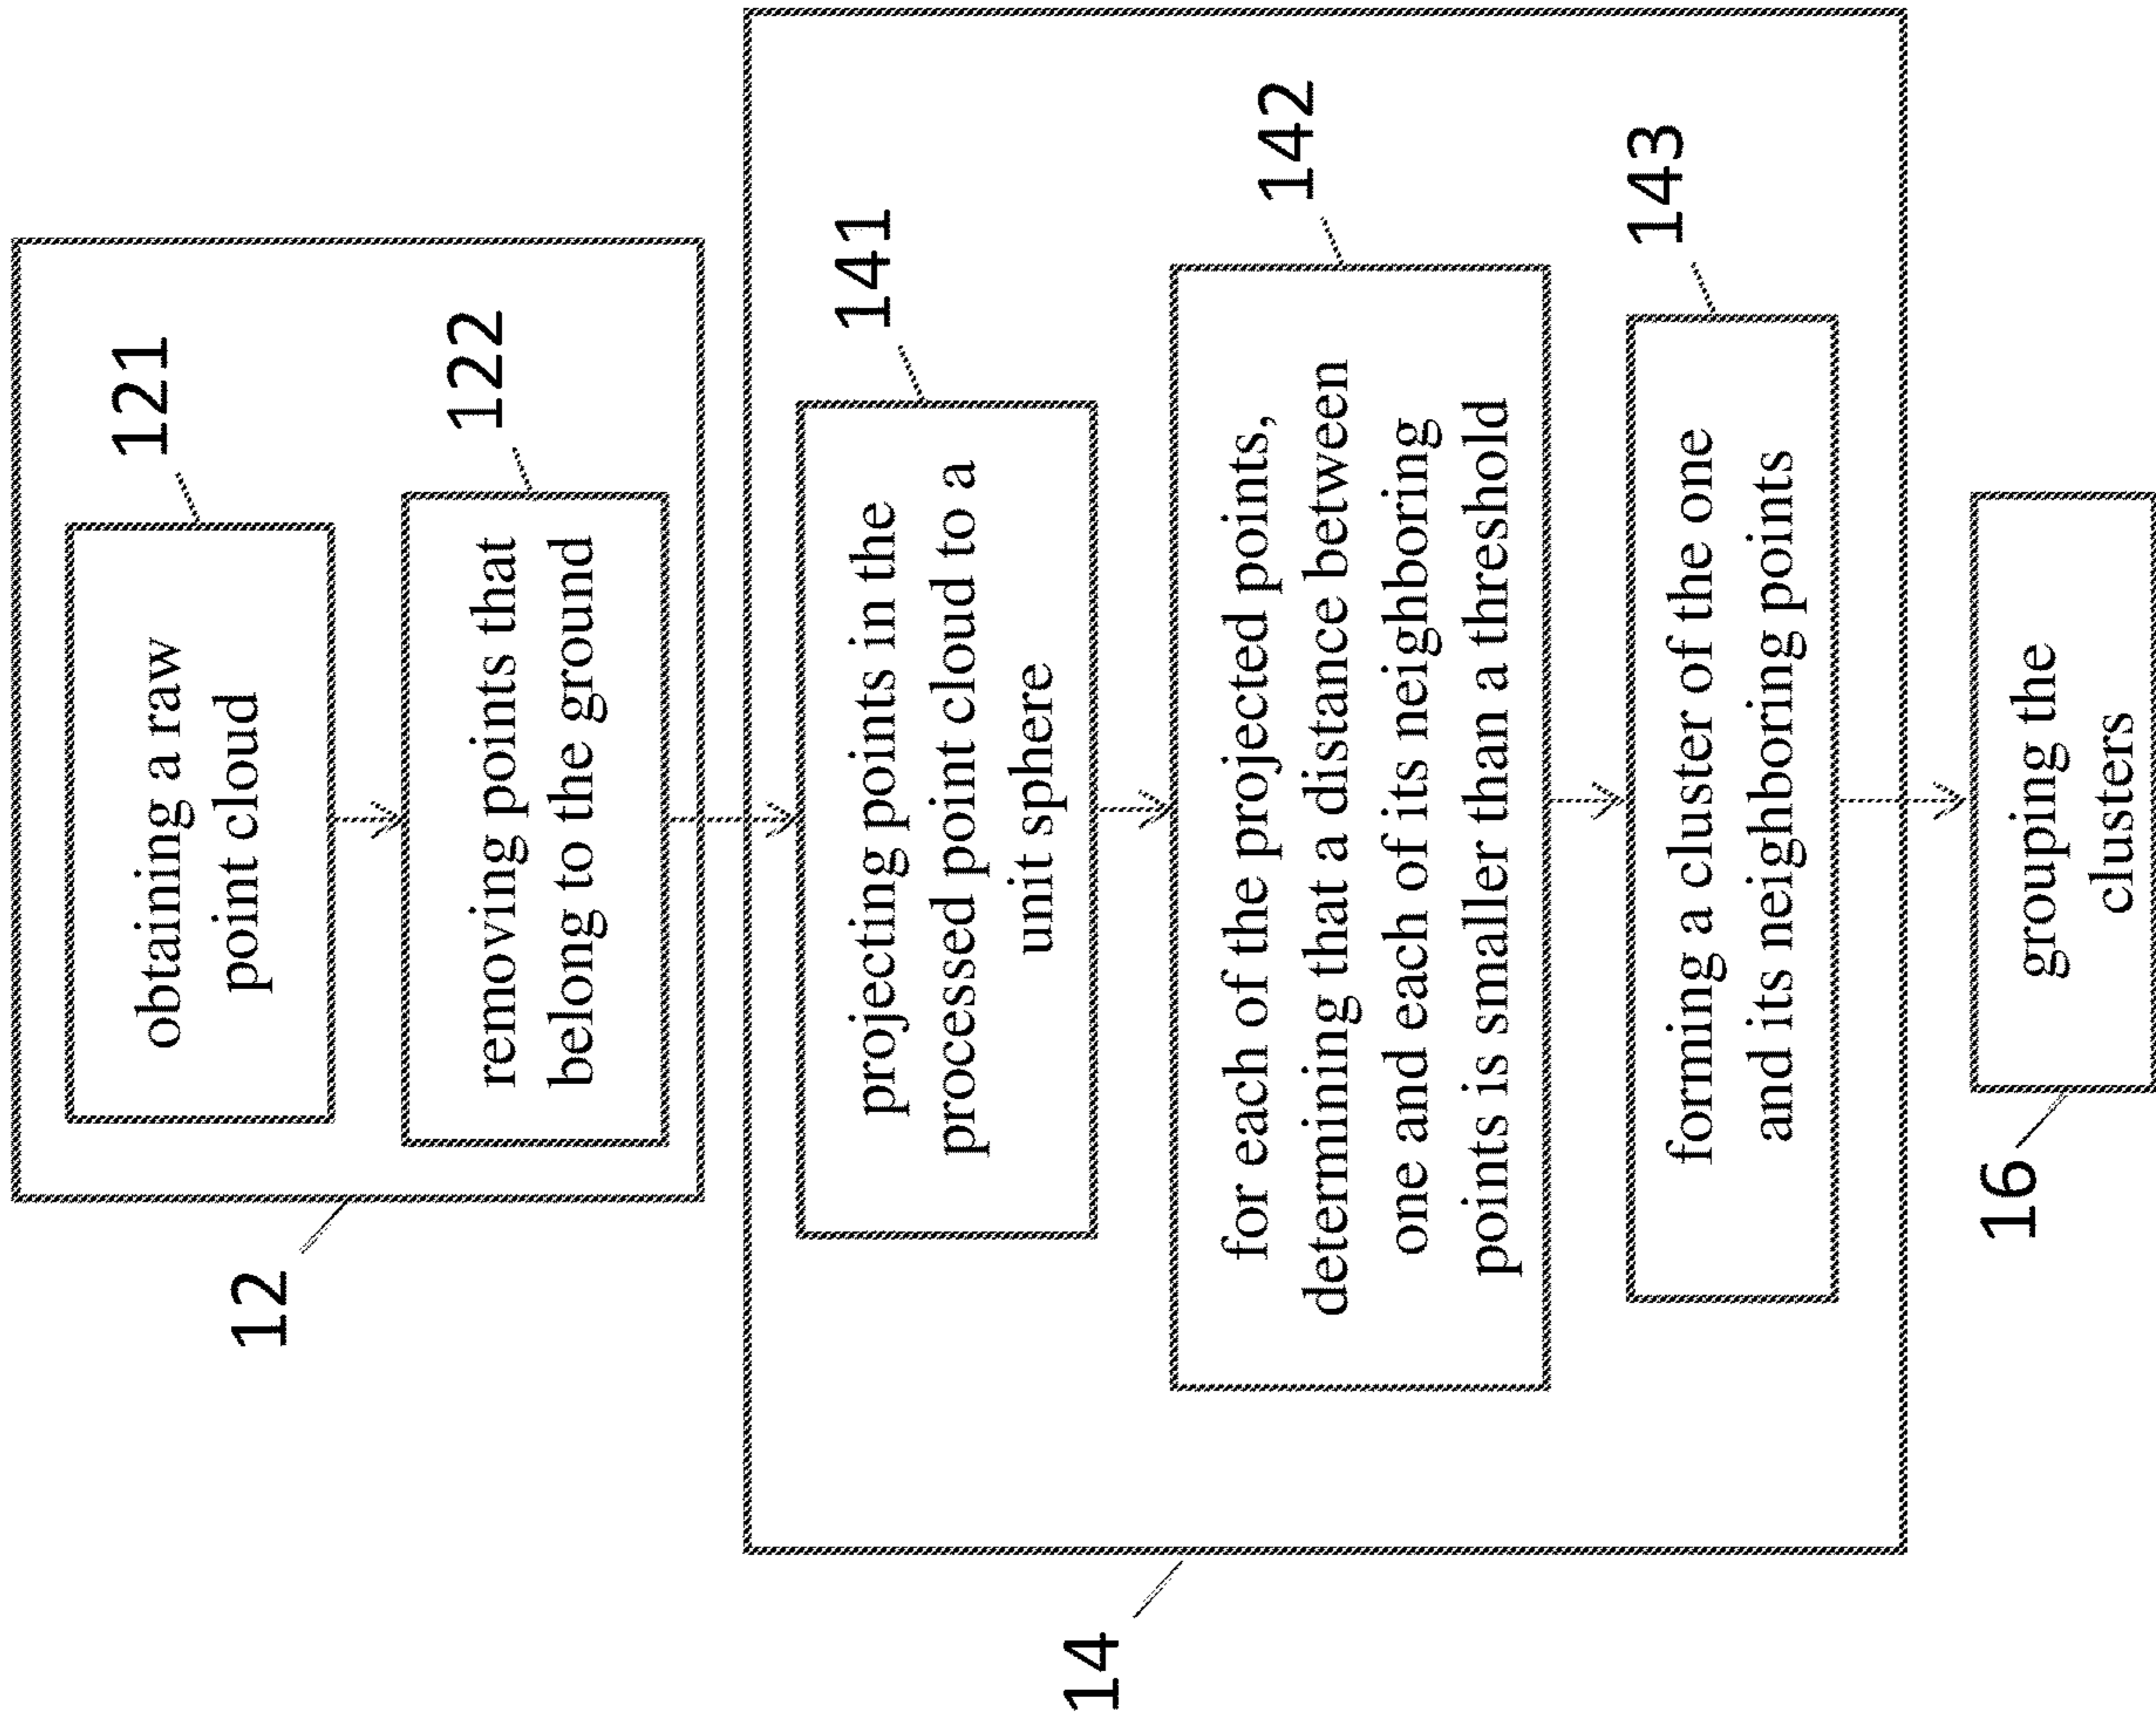 121
obtaining a raw
point cloud
122
removing points that
belong to the ground
12
141
projecting points in the
processed point cloud to a
unit sphere
142
for each of the projected points,
determining that a distance between
one and each of its neighboring
points is smaller than a threshold
143
forming a cluster of the one
and its neighboring points
14
16
grouping the
clusters